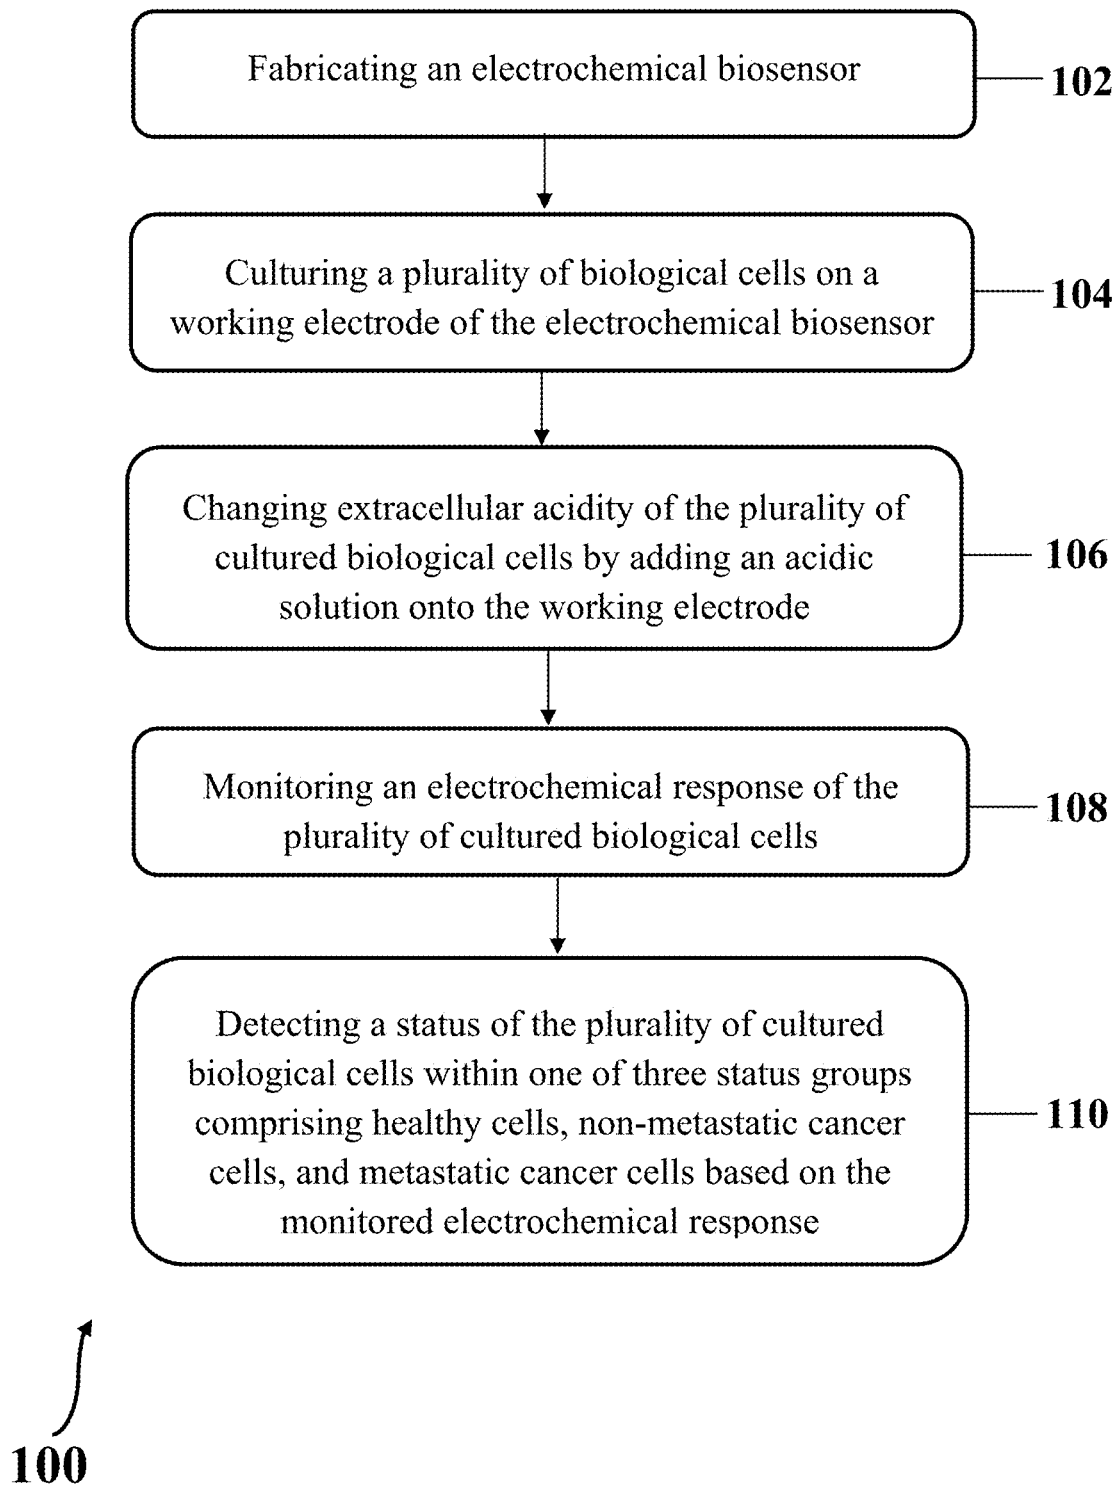 Fabricating an electrochemical biosensor
102
Culturing a plurality of biological cells on a
working electrode of the electrochemical biosensor
104
Changing extracellular acidity of the plurality of
cultured biological cells by adding an acidic
solution onto the working electrode
106
Monitoring an electrochemical response of the
plurality of cultured biological cells
108
Detecting a status of the plurality of cultured
biological cells within one of three status groups
comprising healthy cells, non-metastatic cancer
cells, and metastatic cancer cells based on the
monitored electrochemical response
110
100